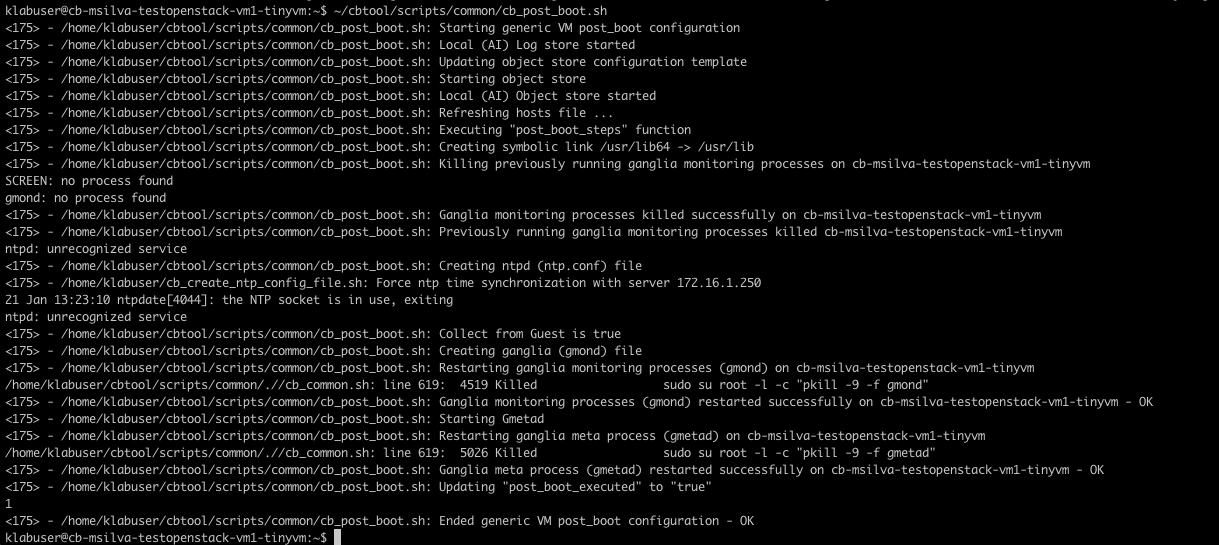 klabuser@cb-msilva-testopenstack-vm1-tinyvm:~$ ~/cbtool/scripts/common/cb_post_boot.sh
<175> - /home/klabuser/cbtool/scripts/common/cb_post_boot.sh: Starting generic VM post_boot configuration
<175> - /home/klabuser/cbtool/scripts/common/cb_post_boot.sh: Local (AI) Log store started
<175> - /home/klabuser/cbtool/scripts/common/cb_post_boot.sh: Updating object store configuration template
<175> - /home/klabuser/cbtool/scripts/common/cb_post_boot.sh: Starting object store
<175> - /home/klabuser/cbtool/scripts/common/cb_post_boot.sh: Local (AI) Object store started
<175> - /home/klabuser/cbtool/scripts/common/cb_post_boot.sh: Refreshing hosts file ...
<175> - /home/klabuser/cbtool/scripts/common/cb_post_boot.sh: Executing "post_boot_steps" function
<175> - /home/klabuser/cbtool/scripts/common/cb_post_boot.sh: Creating symbolic link /usr/lib64 -> /usr/lib
<175> - /home/klabuser/cbtool/scripts/common/cb_post_boot.sh: Killing previously running ganglia monitoring processes on cb-msilva-testopenstack-vm1-tinyvm
SCREEN: no process found
gmond: no process found
<175> - /home/klabuser/cbtool/scripts/common/cb_post_boot.sh: Ganglia monitoring processes killed successfully on cb-msilva-testopenstack-vm1-tinyvm
<175> - /home/klabuser/cbtool/scripts/common/cb_post_boot.sh: Previously running ganglia monitoring processes killed cb-msilva-testopenstack-vm1-tinyvm
ntpd: unrecognized service
<175> - /home/klabuser/cbtool/scripts/common/cb_post_boot.sh: Creating ntpd (ntp.conf) file
<175> - /home/klabuser/cb_create_ntp_config_file.sh: Force ntp time synchronization with server 172.16.1.250
21 Jan 13:23:10 ntpdate[4044]: the NTP socket is in use, exiting
ntpd: unrecognized service
<175> - /home/klabuser/cbtool/scripts/common/cb_post_boot.sh: Collect from Guest is true
<175> - /home/klabuser/cbtool/scripts/common/cb_post_boot.sh: Creating ganglia (gmond) file
<175> - /home/klabuser/cbtool/scripts/common/cb_post_boot.sh: Restarting ganglia monitoring processes (gmond) on cb-msilva-testopenstack-vm1-tinyvm
/home/klabuser/cbtool/scripts/common/.//cb_common.sh: line 619:  4519 Killed                 sudo su root -l -c "pkill -9 -f gmond"
<175> - /home/klabuser/cbtool/scripts/common/cb_post_boot.sh: Ganglia monitoring processes (gmond) restarted successfully on cb-msilva-testopenstack-vm1-tinyvm - OK
<175> - /home/klabuser/cbtool/scripts/common/cb_post_boot.sh: Starting Gmetad
<175> - /home/klabuser/cbtool/scripts/common/cb_post_boot.sh: Restarting ganglia meta process (gmetad) on cb-msilva-testopenstack-vm1-tinyvm
/home/klabuser/cbtool/scripts/common/.//cb_common.sh: line 619:  5026 Killed                 sudo su root -l -c "pkill -9 -f gmetad"
<175> - /home/klabuser/cbtool/scripts/common/cb_post_boot.sh: Ganglia meta process (gmetad) restarted successfully on cb-msilva-testopenstack-vm1-tinyvm - OK
<175> - /home/klabuser/cbtool/scripts/common/cb_post_boot.sh: Updating "post_boot_executed" to "true"
1
<175> - /home/klabuser/cbtool/scripts/common/cb_post_boot.sh: Ended generic VM post_boot configuration - OK
klabuser@cb-msilva-testopenstack-vm1-tinyvm:~$